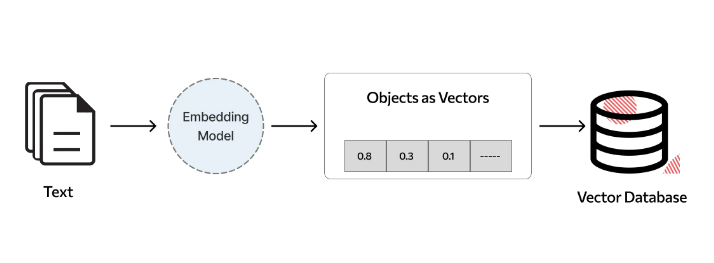 Text
Embedding
Model
Objects as Vectors
0.8 0.3 0.1 -----
Vector Database